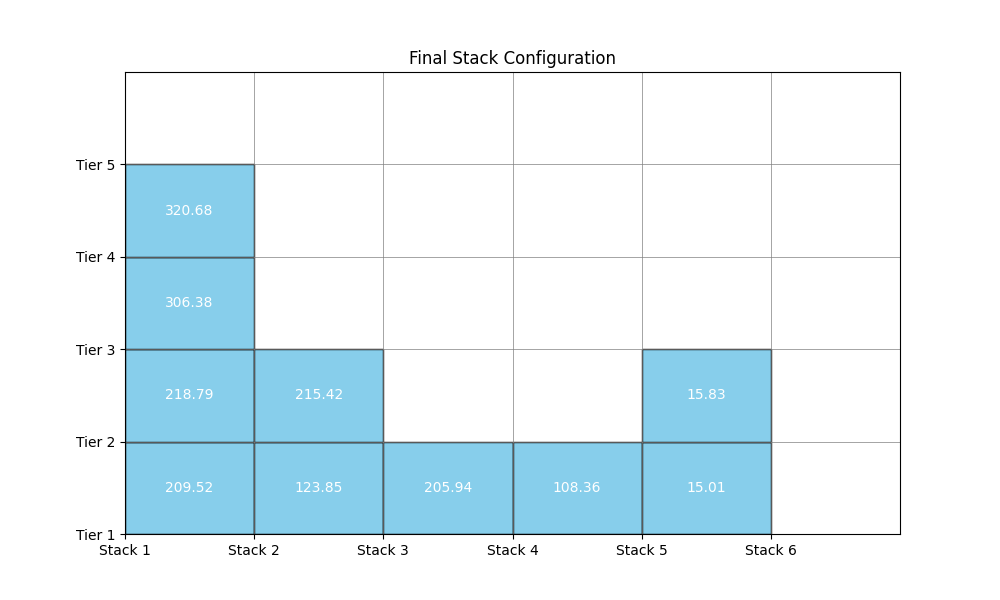 Final Stack Configuration
Tier 5
320.68
Tier 4
306.38
Tier 3
218.79 215.42 15.83
Tier 2
209.52 123.85 205.94 108.36 15.01
Tier 1
Stack 1 Stack 2 Stack 3 Stack 4 Stack 5 Stack 6